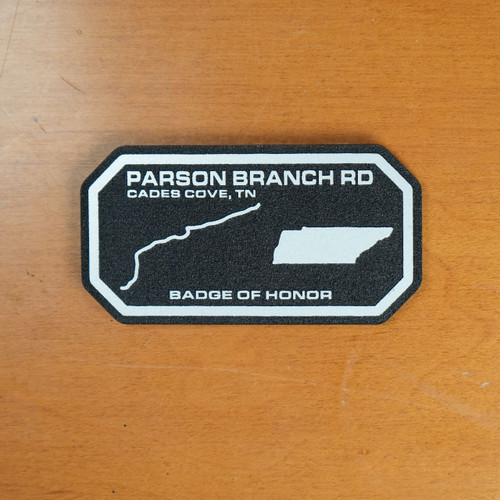 PARSON BRANCH RD
CADES COVE, TN
BADGE OF HONOR